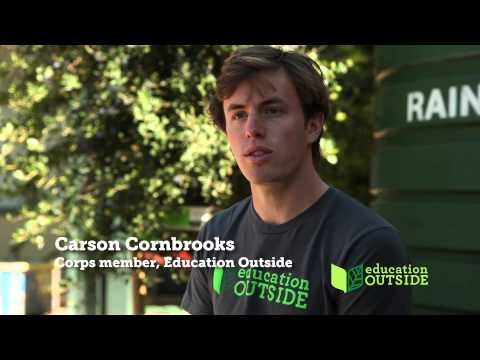 RAIN
Carson Cornbrooks
Corps member, Education Outside
education
OUTSIDE
education
OUTSIDE